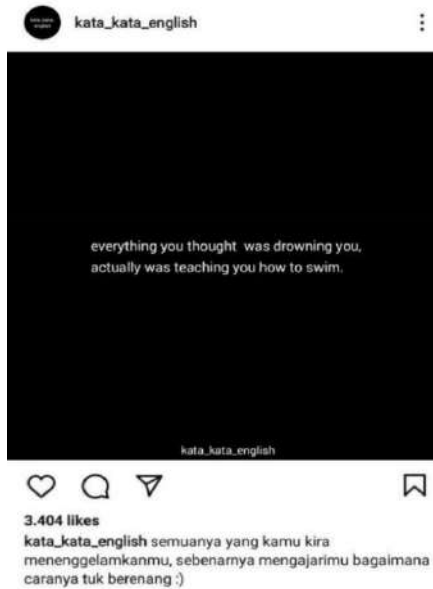 kata_kata_english
everything you thought was drowning you,
actually was teaching you how to swim.
kata_kata_english
3.404 likes
kata_kata_english semuanya yang kamu kira
menenggelamkanmu, sebenarnya mengajarimu bagaimana
caranya tuk berenang :)